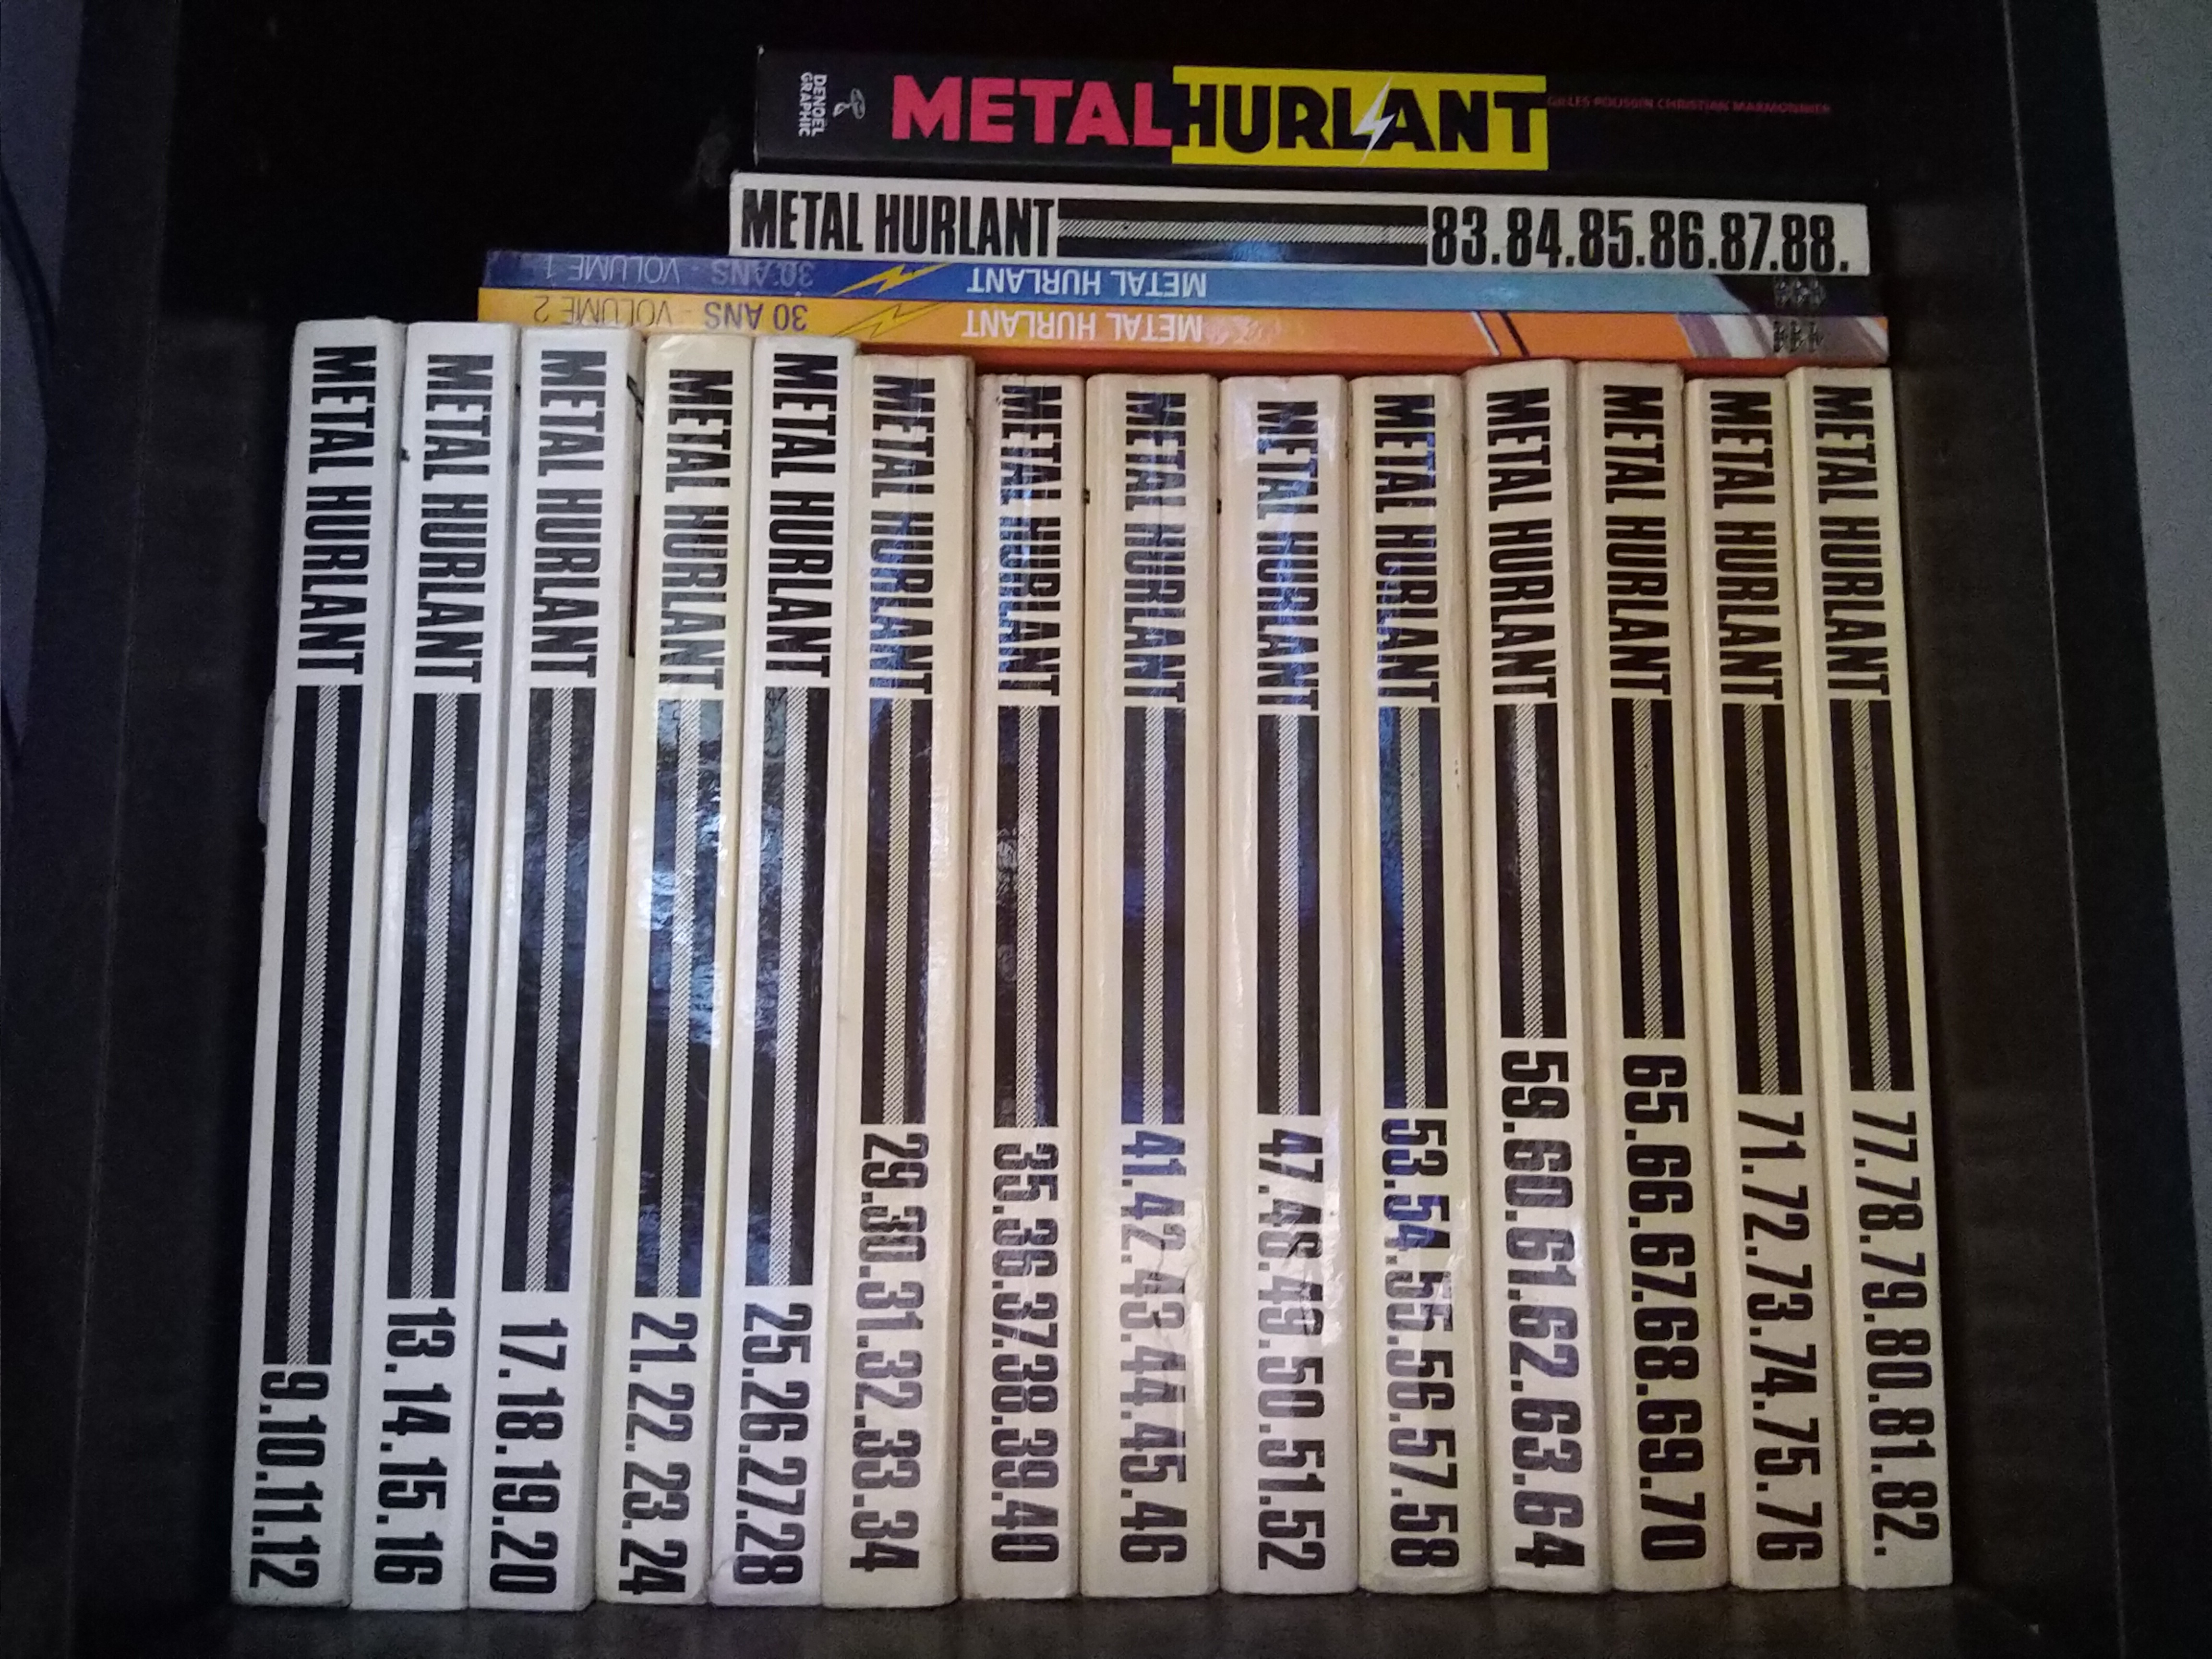 DENOËL
GRAPHIC
METAL HURLANT
GILLES POUSSIN CHRISTIAN MARMONNIER
METAL HURLANT 83.84.85.86.87.88.
METAL HURLANT 30 ANS - VOLUME 1
METAL HURLANT 30 ANS - VOLUME 2
METAL HURLANT 9.10.11.12
METAL HURLANT 13.14.15.16
METAL HURLANT 17.18.19.20
METAL HURLANT 21.22.23.24
METAL HURLANT 25.26.27.28
METAL HURLANT 29.30.31.32.33.34
METAL HURLANT 35.36.37.38.39.40
METAL HURLANT 41.42.43.44.45.46
METAL HURLANT 47.48.49.50.51.52
METAL HURLANT 53.54.55.56.57.58
METAL HURLANT 59.60.61.62.63.64
METAL HURLANT 65.66.67.68.69.70
METAL HURLANT 71.72.73.74.75.76
METAL HURLANT 77.78.79.80.81.82.